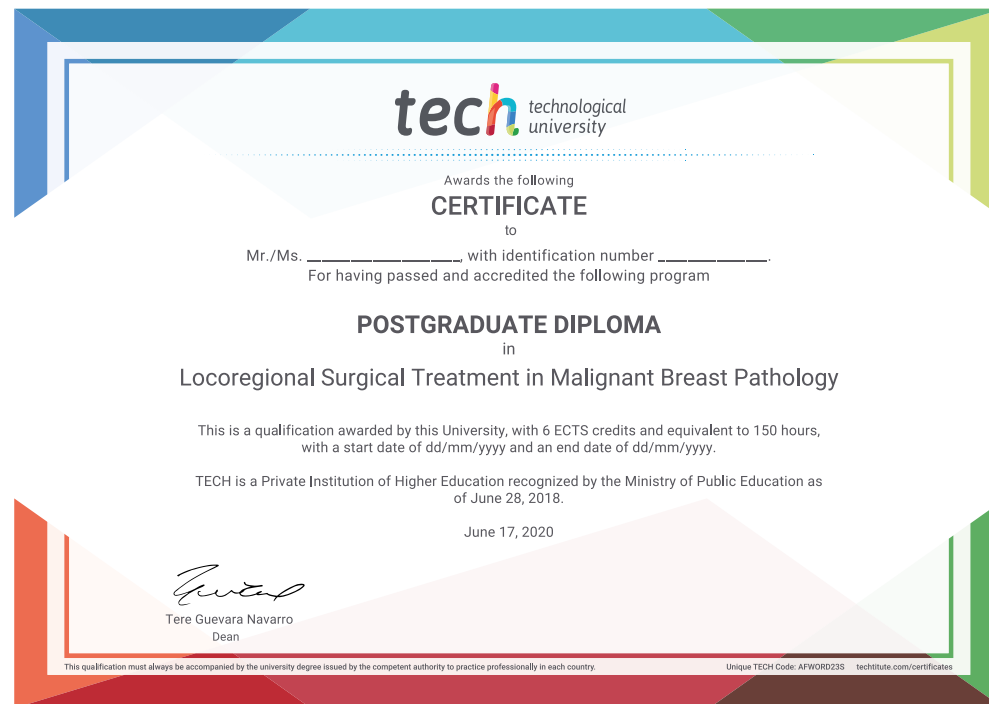 tech technological
university
Awards the following
CERTIFICATE
to
Mr./Ms. ____________________, with identification number ______________.
For having passed and accredited the following program
POSTGRADUATE DIPLOMA
in
Locoregional Surgical Treatment in Malignant Breast Pathology
This is a qualification awarded by this University, with 6 ECTS credits and equivalent to 150 hours,
with a start date of dd/mm/yyyy and an end date of dd/mm/yyyy.
TECH is a Private Institution of Higher Education recognized by the Ministry of Public Education as
of June 28, 2018.
June 17, 2020
Tere Guevara Navarro
Dean
This qualification must always be accompanied by the university degree issued by the competent authority to practice professionally in each country. Unique TECH Code: AFWORD23S techtitute.com/certificates